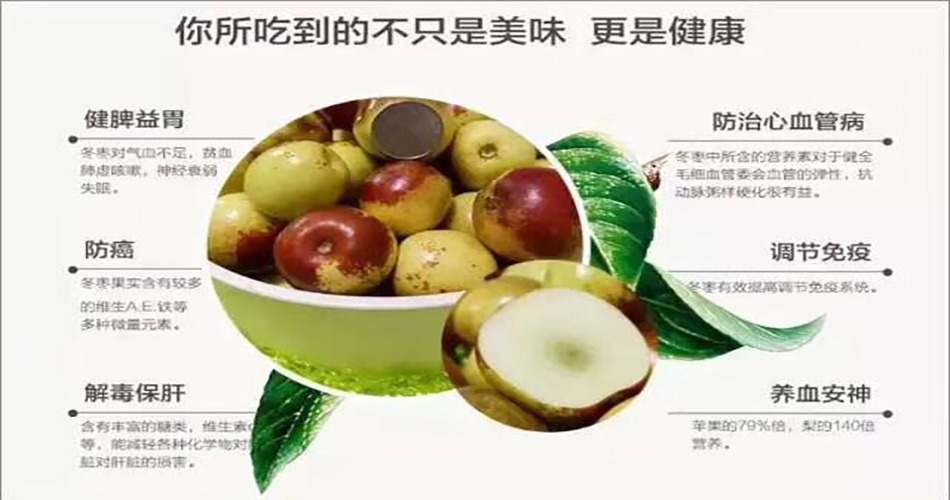 你所吃到的不只是美味 更是健康
健脾益胃
冬枣对气血不足，贫血
肺虚咳嗽，神经衰弱
失眠。
防癌
冬枣果实含有较多
的维生A.E.铁等
多种微量元素。
解毒保肝
含有丰富的糖类，维生素c
等，能减轻各种化学物对
脏对肝脏的损害。
防治心血管病
冬枣中所含的营养素对于健全
毛细血管委会血管的弹性，抗
动脉粥样硬化很有益。
调节免疫
冬枣有效据高调节免疫系统。
养血安神
苹果的79%倍，梨的140倍
营养。